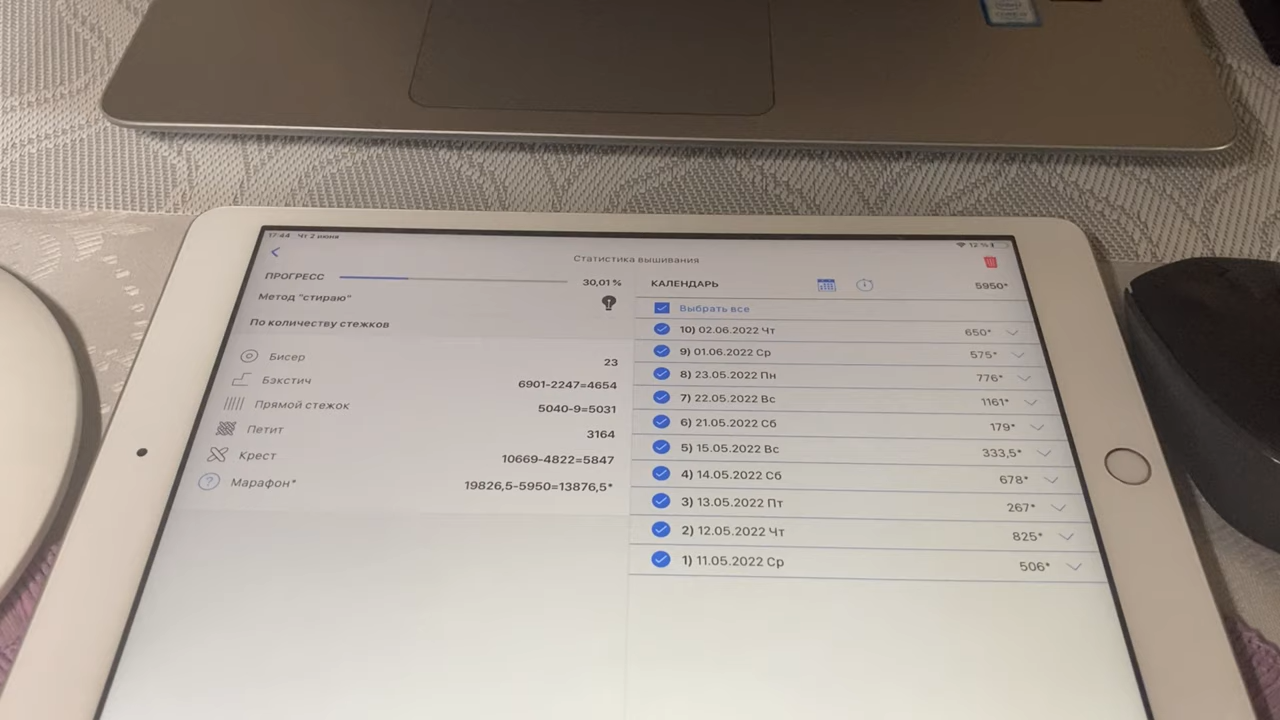 17:44 Чт 2 июня
12 %
Статистика вышивания
ПРОГРЕСС
30,01 %
Метод "стираю"
По количеству стежков
Бисер 23
Бэкстич 6901-2247=4654
Прямой стежок 5040-9=5031
Петит 3164
Крест 10669-4822=5847
? Марафон* 19826,5-5950=13876,5*
КАЛЕНДАРЬ 5950*
Выбрать все
10) 02.06.2022 Чт 650*
9) 01.06.2022 Ср 575*
8) 23.05.2022 Пн 776*
7) 22.05.2022 Вс 1161*
6) 21.05.2022 Сб 179*
5) 15.05.2022 Вс 333,5*
4) 14.05.2022 Сб 678*
3) 13.05.2022 Пт 267*
2) 12.05.2022 Чт 825*
1) 11.05.2022 Ср 506*